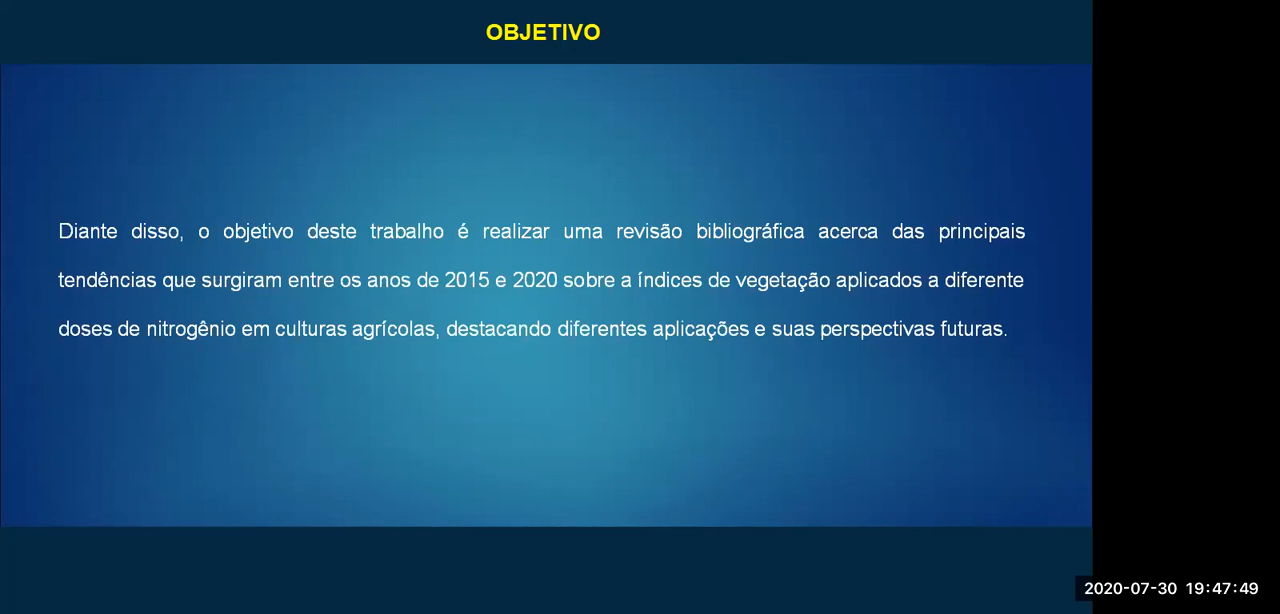 OBJETIVO
Diante disso, o objetivo deste trabalho é realizar uma revisão bibliográfica acerca das principais
tendências que surgiram entre os anos de 2015 e 2020 sobre a índices de vegetação aplicados a diferente
doses de nitrogênio em culturas agrícolas, destacando diferentes aplicações e suas perspectivas futuras.
2020-07-30 19:47:49